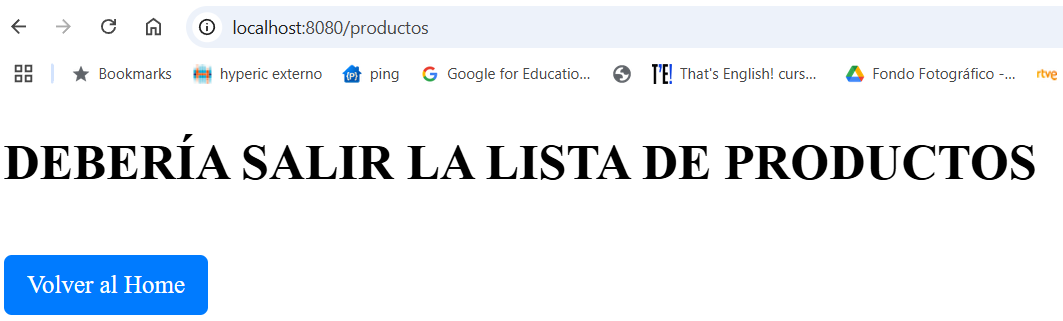 localhost:8080/productos
Bookmarks hyperic externo {P} ping G Google for Educatio... T'E! That's English! curs... Fondo Fotográfico -... rtve
DEBERÍA SALIR LA LISTA DE PRODUCTOS
Volver al Home